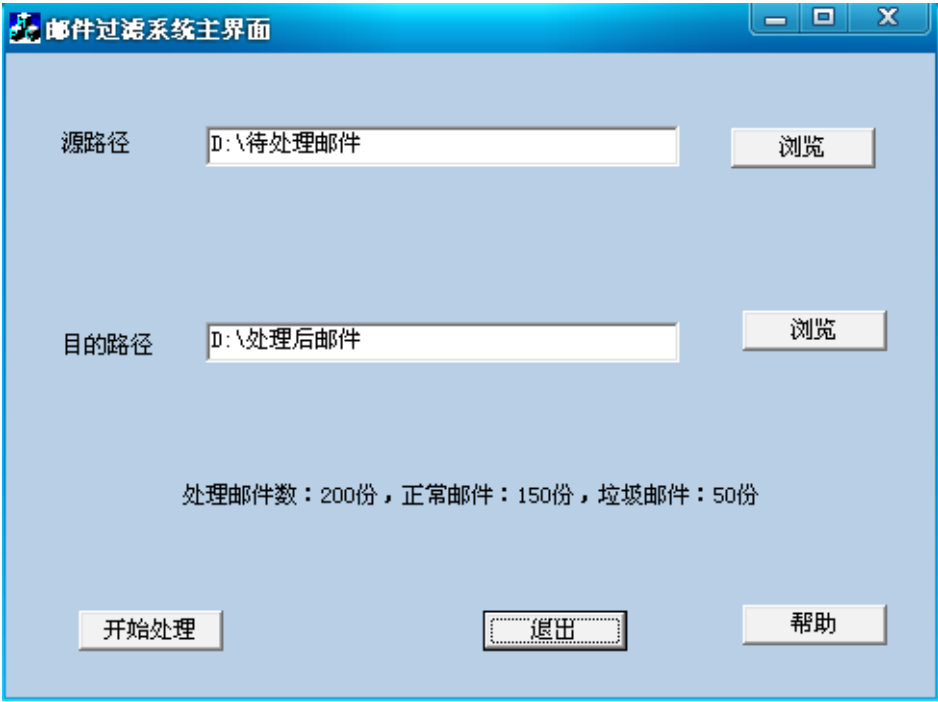 邮件过滤系统主界面
源路径 D:\待处理邮件 浏览
目的路径 D:\处理后邮件 浏览
处理邮件数：200份，正常邮件：150份，垃圾邮件：50份
开始处理 退出 帮助